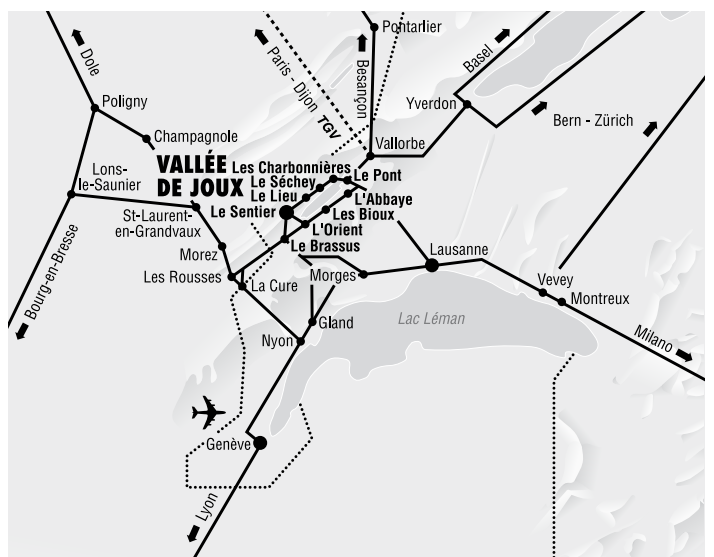 Pontarlier
Dole
Besançon
Basel
Paris - Dijon TGV
Poligny
Yverdon
Bern - Zürich
Champagnole
Vallorbe
VALLÉE
DE JOUX
Les Charbonnières
Le Pont
Lons-
le-Saunier
Le Séchey
Le Lieu
L'Abbaye
Les Bioux
Le Sentier
St-Laurent-
en-Grandvaux
L'Orient
Le Brassus
Morez
Lausanne
Les Rousses
La Cure
Morges
Vevey
Montreux
Bourg-en-Bresse
Gland
Lac Léman
Nyon
Milano
Genève
Lyon